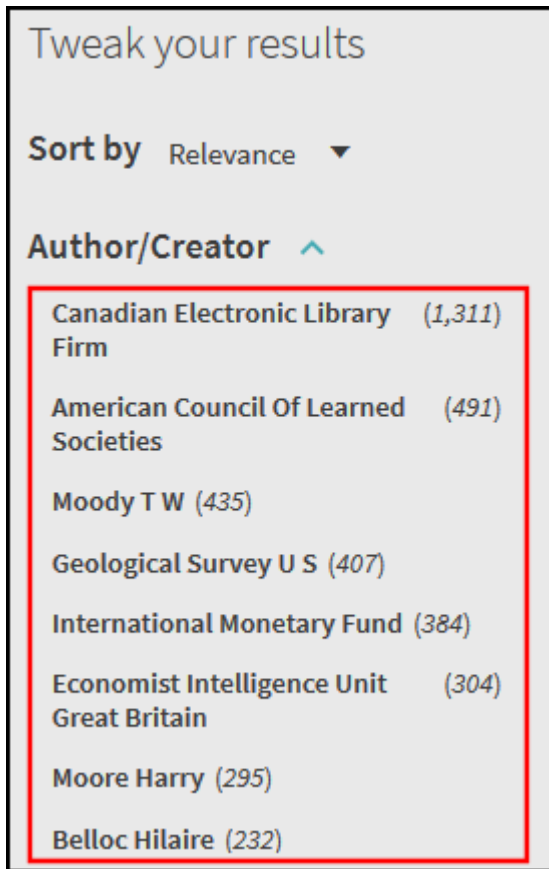 Tweak your results
Sort by Relevance
Author/Creator
Canadian Electronic Library (1,311)
Firm
American Council Of Learned (491)
Societies
Moody T W (435)
Geological Survey U S (407)
International Monetary Fund (384)
Economist Intelligence Unit (304)
Great Britain
Moore Harry (295)
Belloc Hilaire (232)